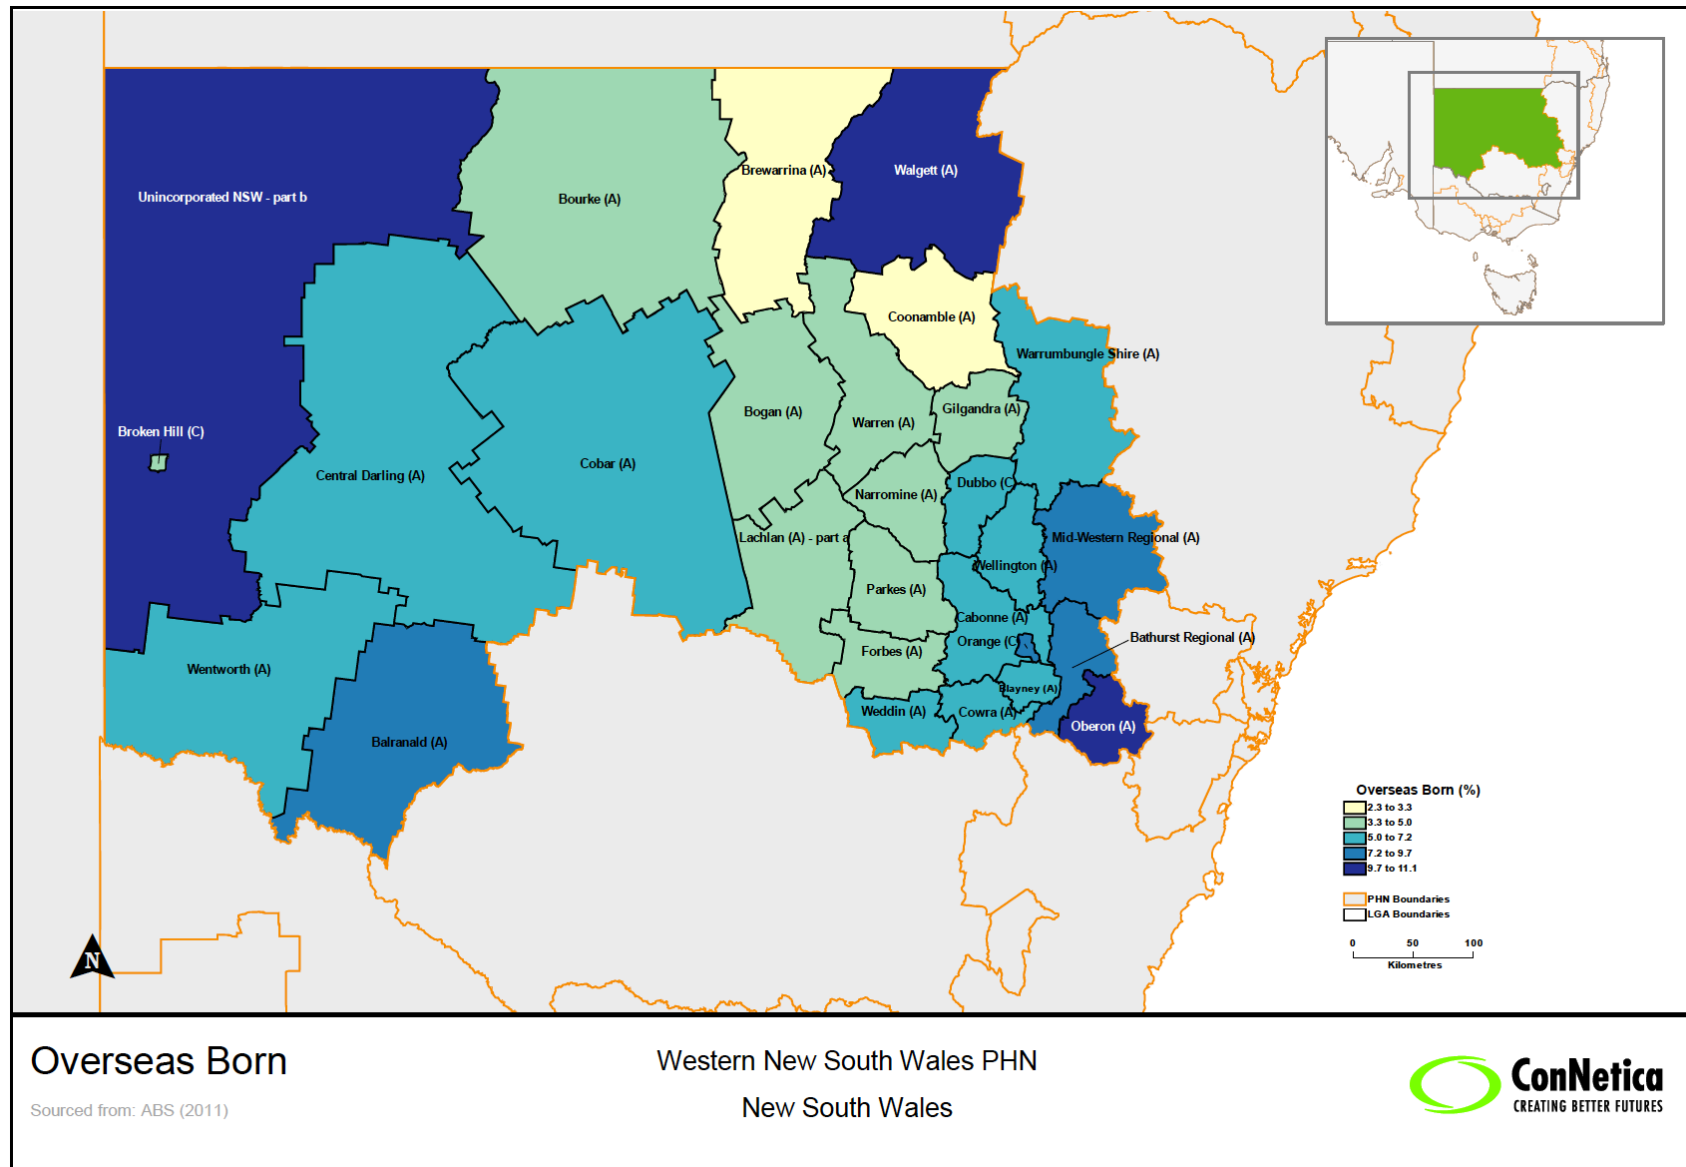 Unincorporated NSW - part b
Bourke (A)
Brewarrina (A)
Walgett (A)
Coonamble (A)
Warrumbungle Shire (A)
Broken Hill (C)
Central Darling (A)
Cobar (A)
Bogan (A)
Warren (A)
Gilgandra (A)
Narromine (A)
Dubbo (C)
Lachlan (A) - part a
Mid-Western Regional (A)
Wellington (A)
Parkes (A)
Cabonne (A)
Orange (C)
Bathurst Regional (A)
Forbes (A)
Wentworth (A)
Blayney (A)
Weddin (A)
Cowra (A)
Oberon (A)
Balranald (A)
Overseas Born (%)
2.3 to 3.3
3.3 to 5.0
5.0 to 7.2
7.2 to 9.7
9.7 to 11.1
PHN Boundaries
LGA Boundaries
0 50 100
Kilometres
N
Overseas Born
Sourced from: ABS (2011)
Western New South Wales PHN
New South Wales
ConNetica
CREATING BETTER FUTURES